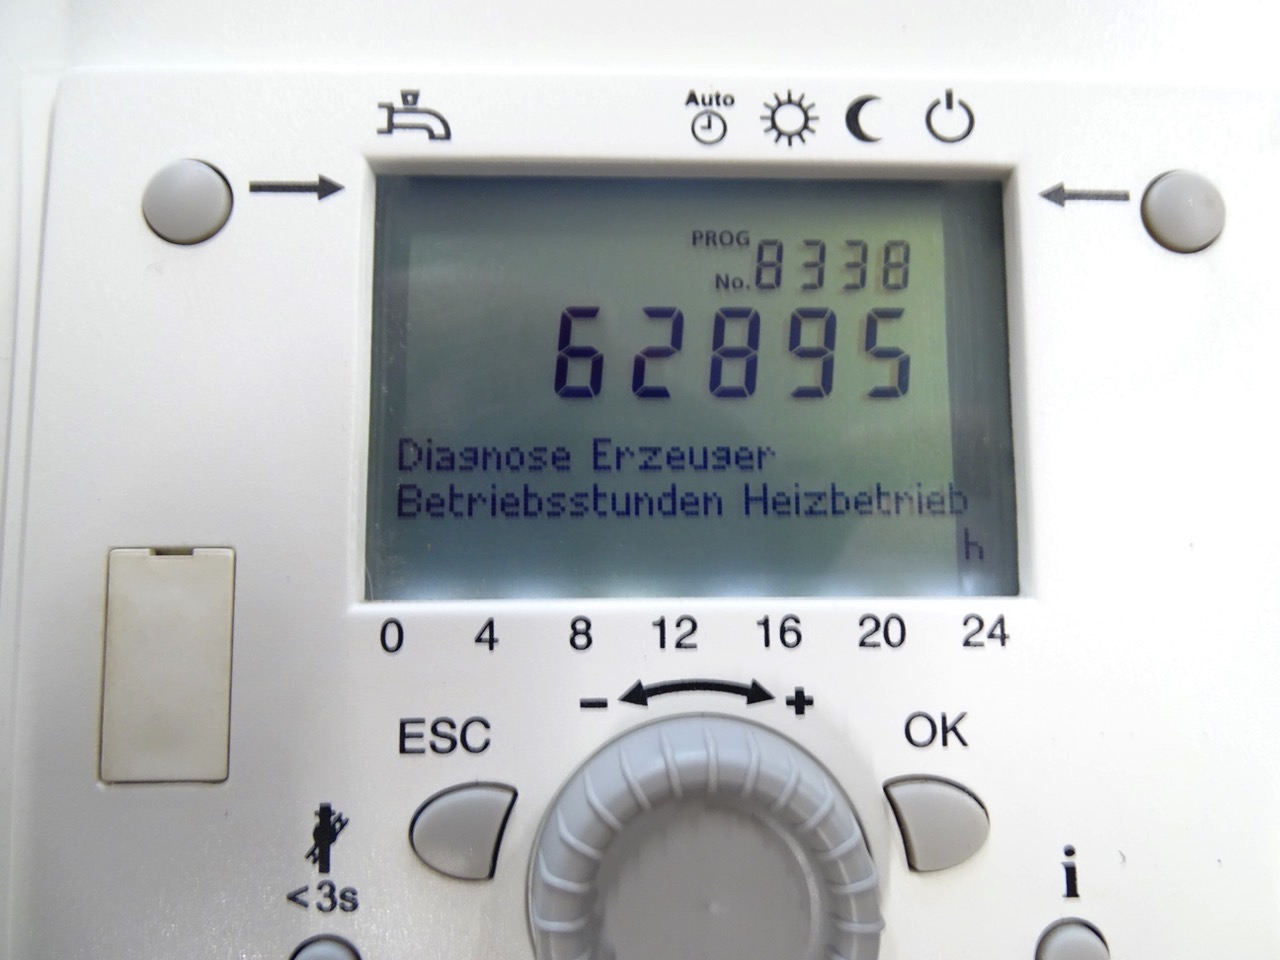 Auto
PROG
No. 8338
62895
Diagnose Erzeuger
Betriebsstunden Heizbetrieb
h
0 4 8 12 16 20 24
- +
ESC OK
<3s
i